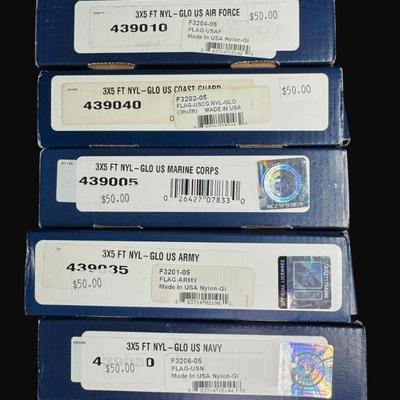 3X5 FT NYL-GLO US AIR FORCE
$50.00
439010
F3204-05
FLAG-USAF
Made In USA Nylon-Gl
3X5 FT NYL-GLO US COAST GUARD
$50.00
439040
F3202-05
FLAG-USCG NYL-GLO
MADE IN USA
3X5 FT NYL-GLO US MARINE CORPS
439005
$50.00
0 26427 07833 0
3X5 FT NYL-GLO US ARMY
439035
$50.00
F3201-05
FLAG-ARMY
Made In USA Nylon-Gl
OFFICIAL LICENSED
3X5 FT NYL-GLO US NAVY
$50.00
F3206-05
FLAG-USN
Made In USA Nylon-Gl